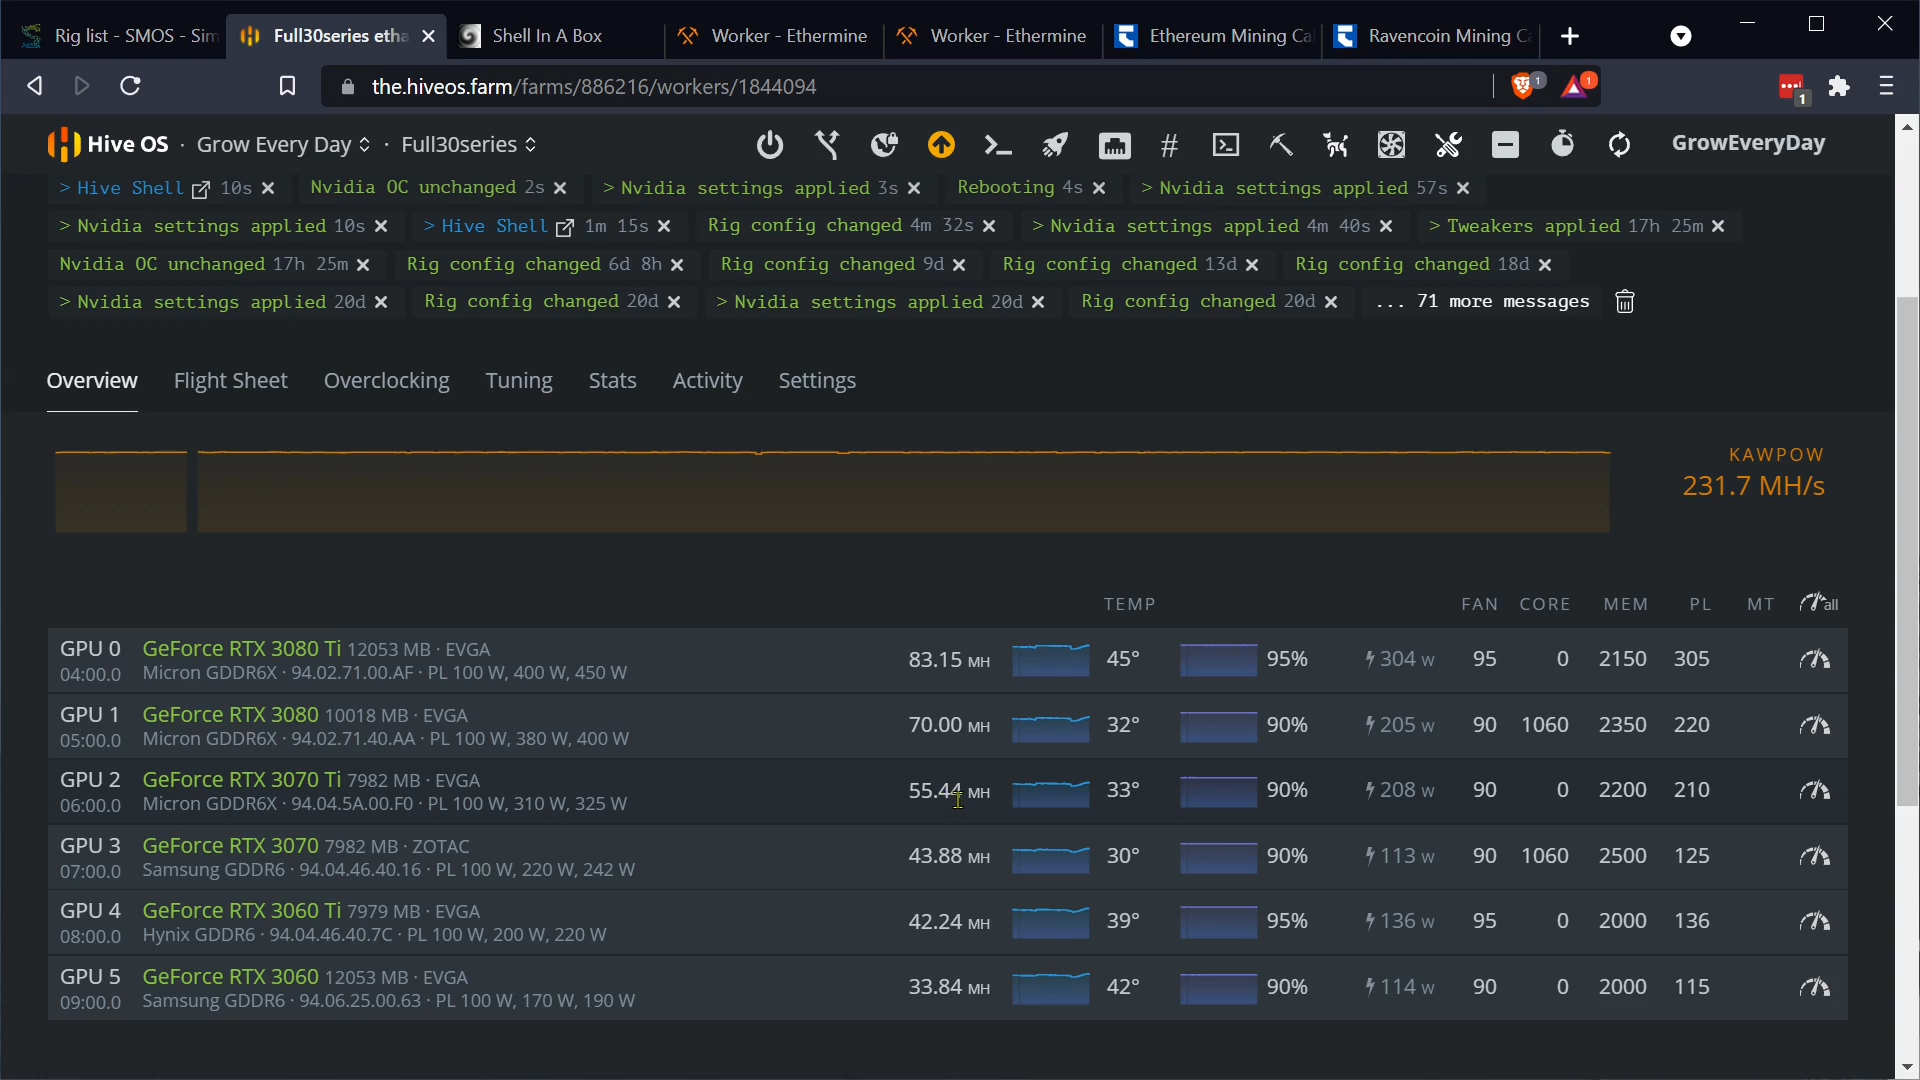 Rig list - SMOS - Sim
Full30series etha
Shell In A Box
Worker - Ethermine
Worker - Ethermine
Ethereum Mining Ca
Ravencoin Mining C
the.hiveos.farm/farms/886216/workers/1844094
1
1
1
Hive OS · Grow Every Day · Full30series
GrowEveryDay
> Hive Shell 10s
Nvidia OC unchanged 2s
> Nvidia settings applied 3s
Rebooting 4s
> Nvidia settings applied 57s
> Nvidia settings applied 10s
> Hive Shell 1m 15s
Rig config changed 4m 32s
> Nvidia settings applied 4m 40s
> Tweakers applied 17h 25m
Nvidia OC unchanged 17h 25m
Rig config changed 6d 8h
Rig config changed 9d
Rig config changed 13d
Rig config changed 18d
> Nvidia settings applied 20d
Rig config changed 20d
> Nvidia settings applied 20d
Rig config changed 20d
... 71 more messages
Overview
Flight Sheet
Overclocking
Tuning
Stats
Activity
Settings
KAWPOW
231.7 MH/s
TEMP FAN CORE MEM PL MT all
GPU 0 GeForce RTX 3080 Ti 12053 MB · EVGA 83.15 MH 45° 95% 304 W 95 0 2150 305
04:00.0 Micron GDDR6X · 94.02.71.00.AF · PL 100 W, 400 W, 450 W
GPU 1 GeForce RTX 3080 10018 MB · EVGA 70.00 MH 32° 90% 205 W 90 1060 2350 220
05:00.0 Micron GDDR6X · 94.02.71.40.AA · PL 100 W, 380 W, 400 W
GPU 2 GeForce RTX 3070 Ti 7982 MB · EVGA 55.44 MH 33° 90% 208 W 90 0 2200 210
06:00.0 Micron GDDR6X · 94.04.5A.00.F0 · PL 100 W, 310 W, 325 W
GPU 3 GeForce RTX 3070 7982 MB · ZOTAC 43.88 MH 30° 90% 113 W 90 1060 2500 125
07:00.0 Samsung GDDR6 · 94.04.46.40.16 · PL 100 W, 220 W, 242 W
GPU 4 GeForce RTX 3060 Ti 7979 MB · EVGA 42.24 MH 39° 95% 136 W 95 0 2000 136
08:00.0 Hynix GDDR6 · 94.04.46.40.7C · PL 100 W, 200 W, 220 W
GPU 5 GeForce RTX 3060 12053 MB · EVGA 33.84 MH 42° 90% 114 W 90 0 2000 115
09:00.0 Samsung GDDR6 · 94.06.25.00.63 · PL 100 W, 170 W, 190 W